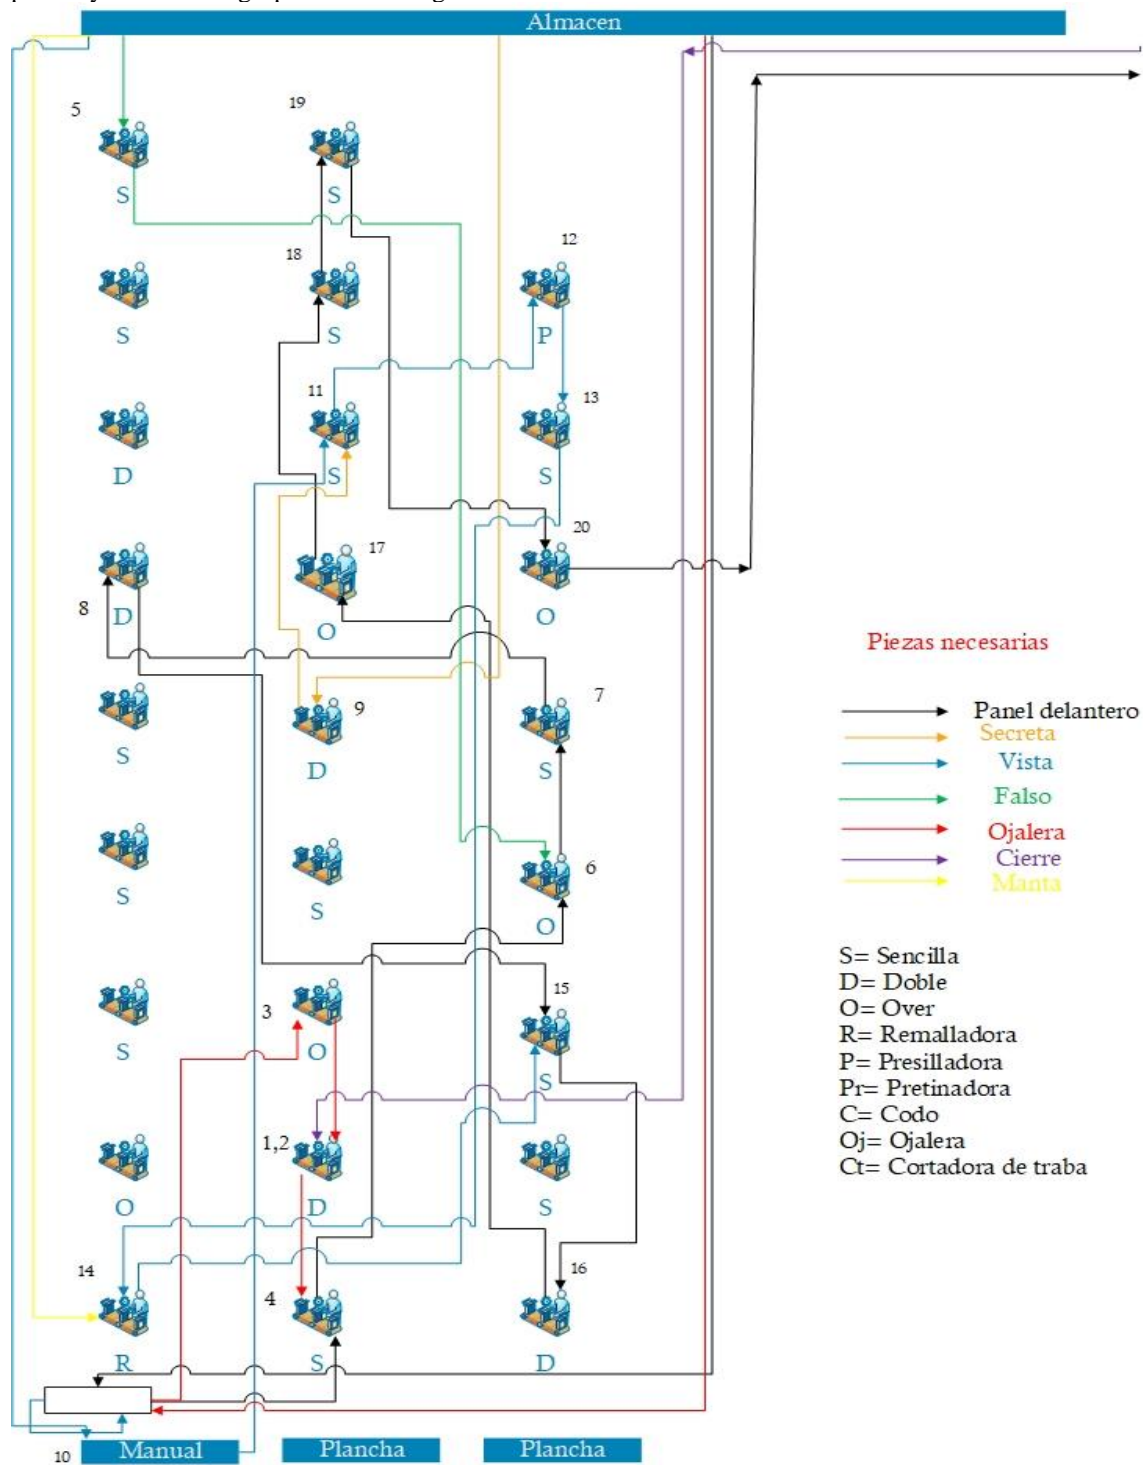 Almacen
5
19
S
S
18
12
S
S
P
11
13
D
S
S
20
17
8
D
O
O
9
7
S
D
S
6
S
S
O
3
15
S
O
S
1,2
O
D
S
14
4
16
R
S
D
10
Manual
Plancha
Plancha
Piezas necesarias
Panel delantero
Secreta
Vista
Falso
Ojalera
Cierre
Manta
S= Sencilla
D= Doble
O= Over
R= Remalladora
P= Presilladora
Pr= Pretinadora
C= Codo
Oj= Ojalera
Ct= Cortadora de traba